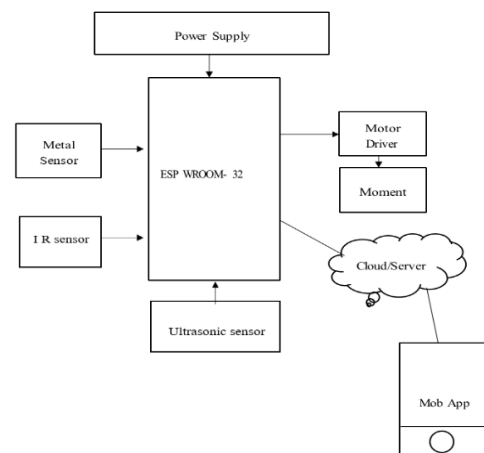 Power Supply
Metal
Sensor
ESP WROOM- 32
Motor
Driver
Moment
I R sensor
Cloud/Server
Ultrasonic sensor
Mob App